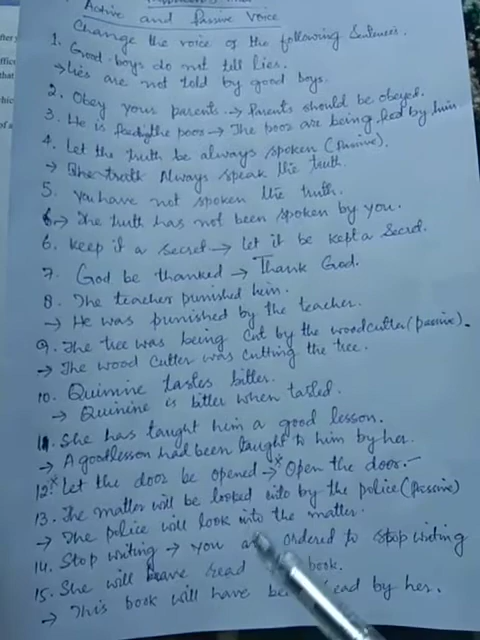 Active and Passive Voice
Change the voice of the following Sentences.
1. Good boys do not tell lies.
→ Lies are not told by good boys.
2. Obey your parents → Parents should be obeyed.
3. He is feeding the poor → The poor are being fed by him
4. Let the truth be always spoken (Passive).
→ The truth Always speak the truth.
5. You have not spoken the truth.
→ The truth has not been spoken by you.
6. Keep it a secret → Let it be kept a Secret.
7. God be thanked → Thank God.
8. The teacher punished him.
→ He was punished by the teacher.
9. The tree was being cut by the woodcutter (passive).
→ The wood cutter was cutting the tree.
10. Quinine tastes bitter.
→ Quinine is bitter when tasted.
11. She has taught him a good lesson.
→ A good lesson had been taught to him by her.
12. Let the door be opened → Open the door.
13. The matter will be looked into by the police (Passive)
→ The police will look into the matter.
14. Stop writing → You are ordered to stop writing
15. She will have read book.
→ This book will have been read by her.